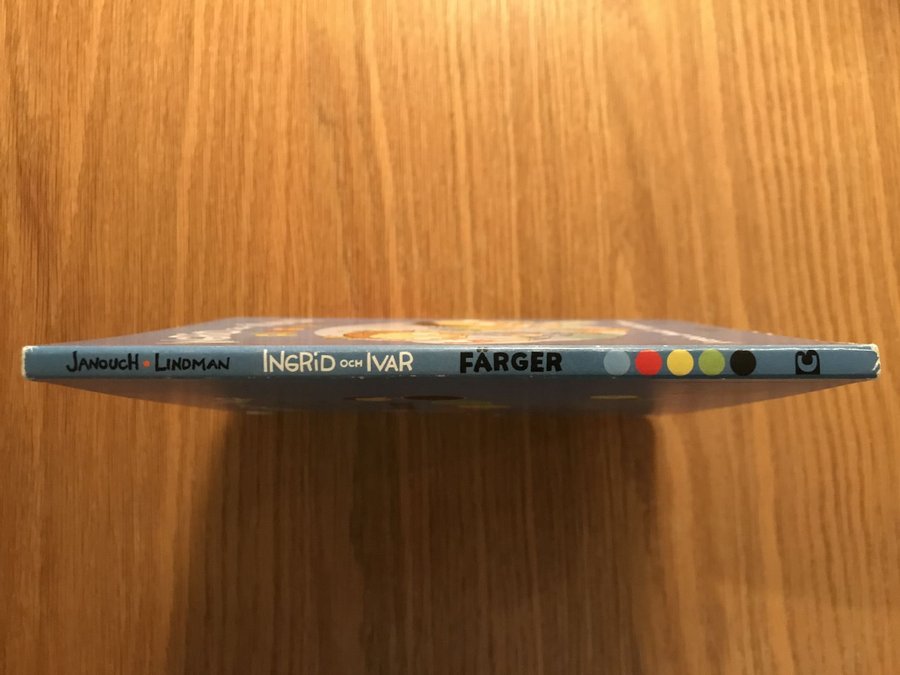 JANOUCH • LINDMAN INGRID OCH IVAR FÄRGER